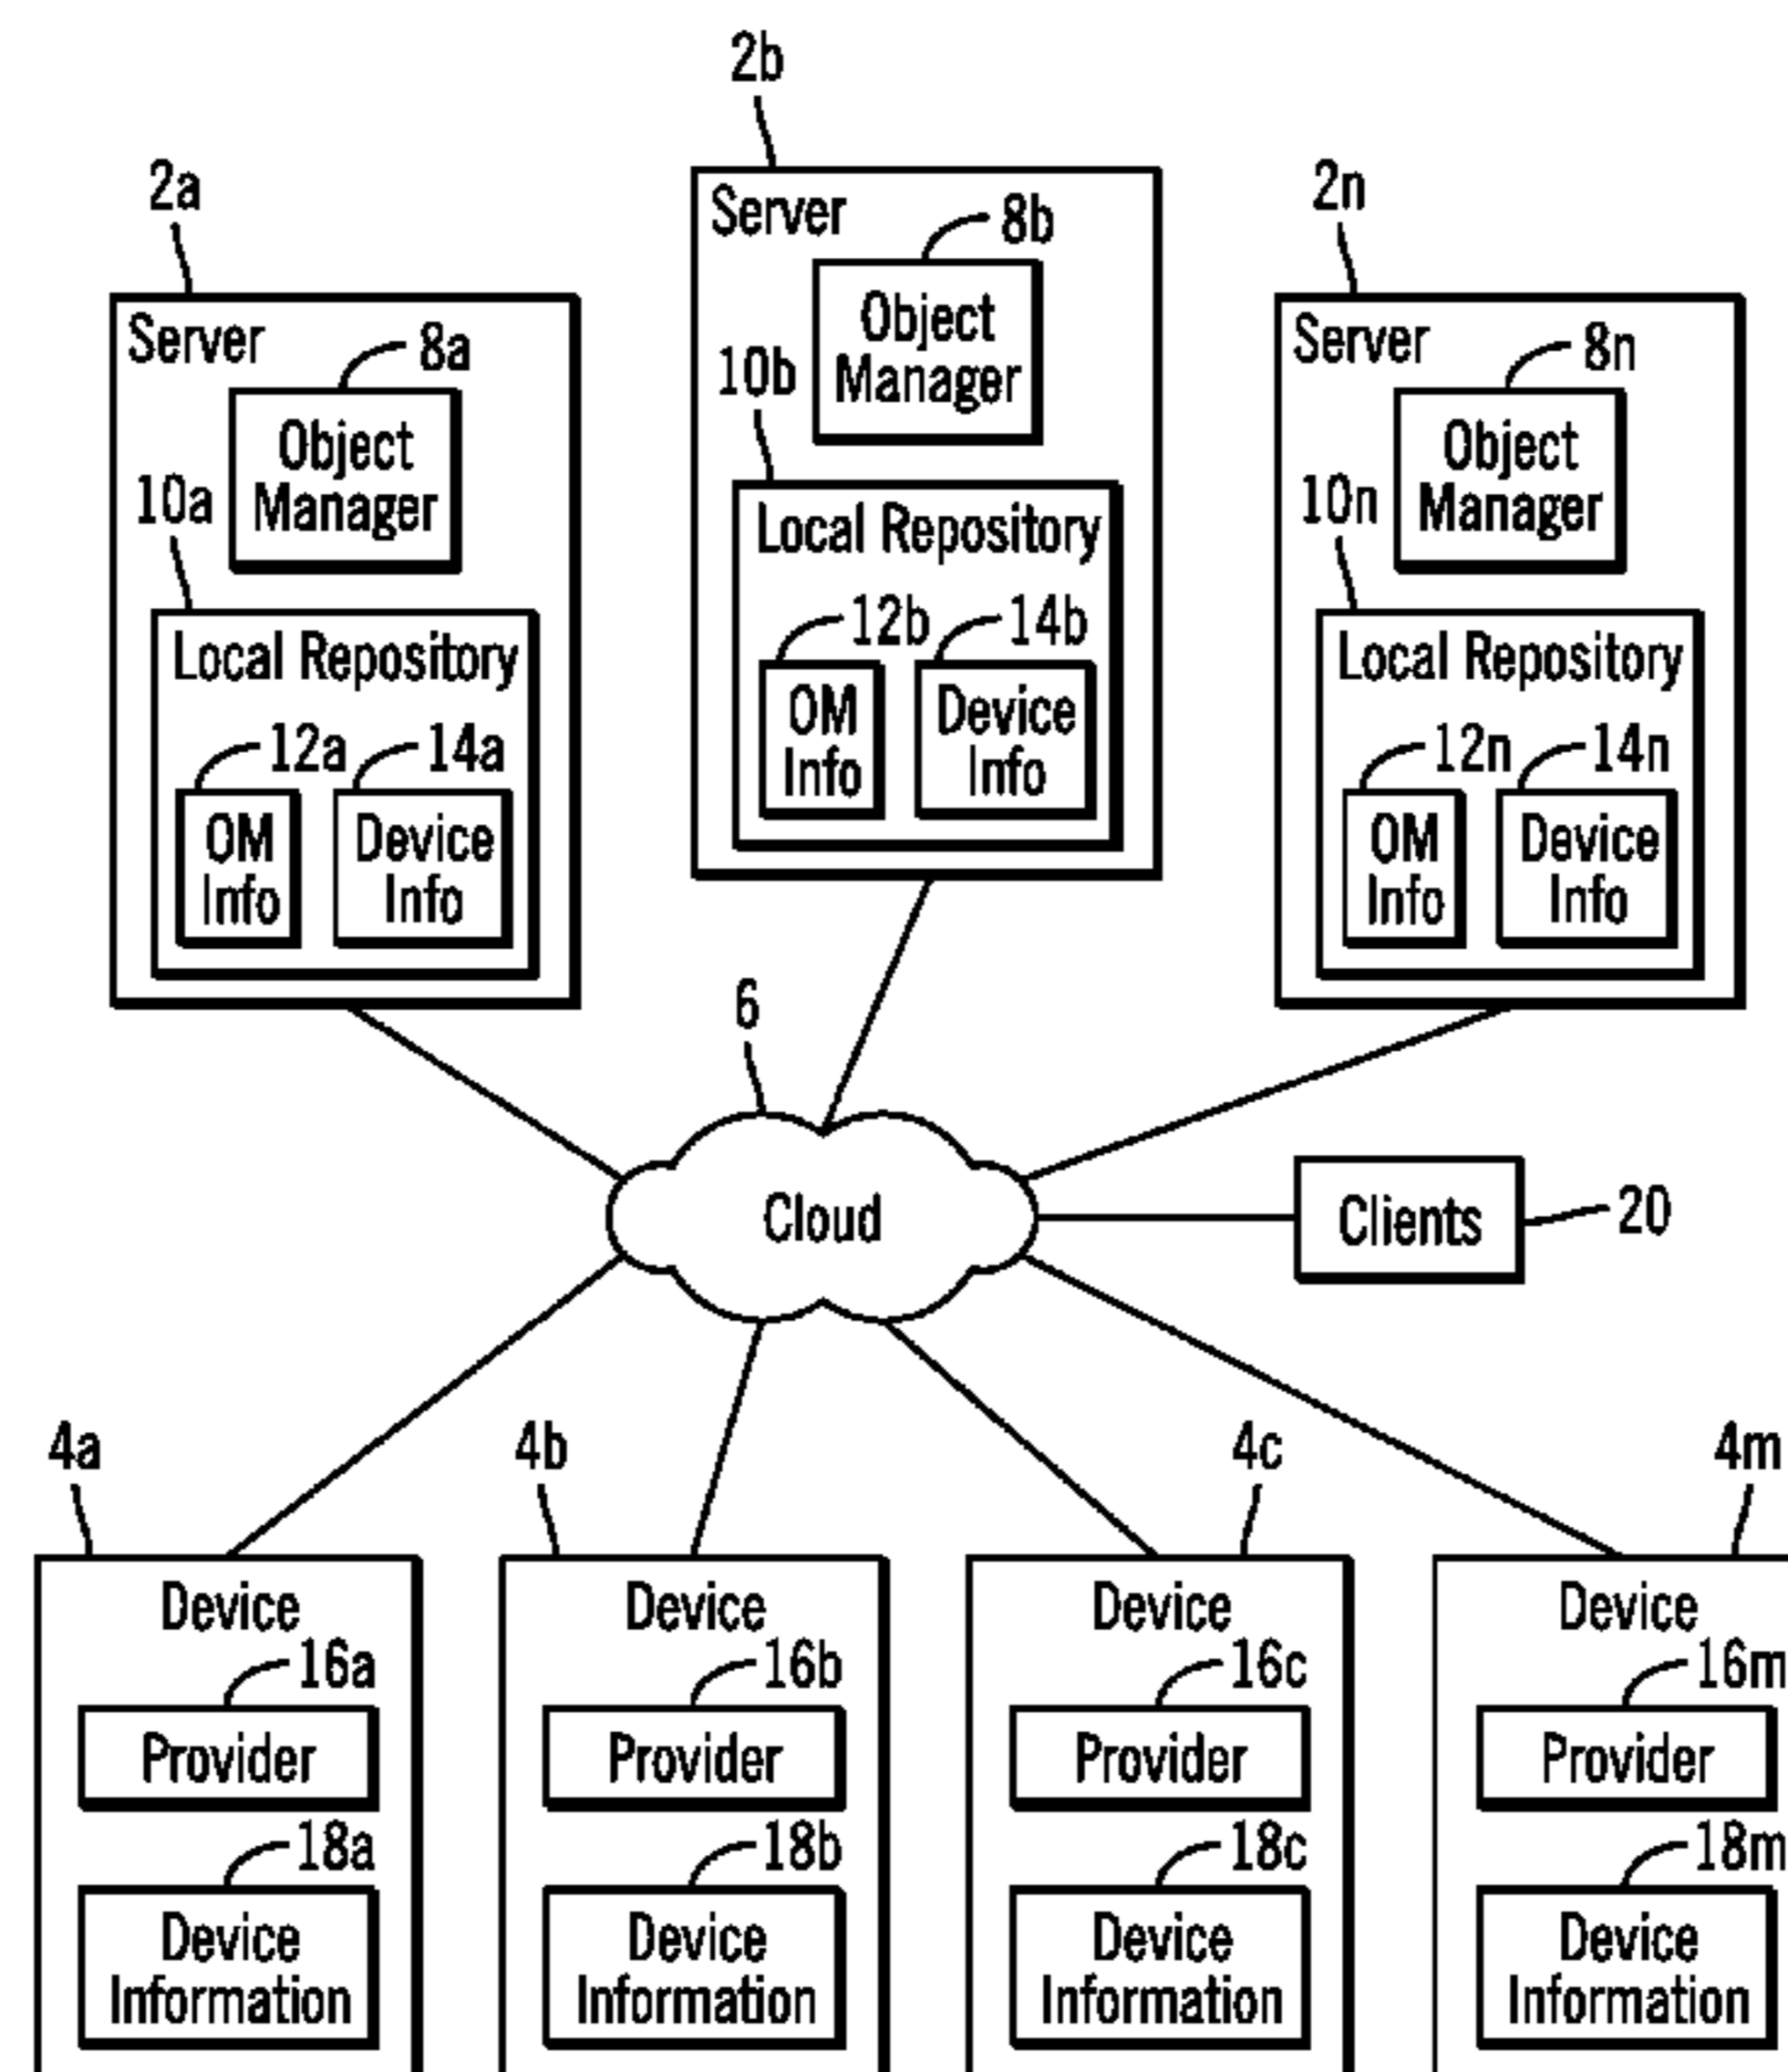 2b
2a
2n
Server
8b
Object
Manager
10b
Local Repository
12b
14b
OM
Info
Device
Info
Server
8a
Object
Manager
10a
Local Repository
12a
14a
OM
Info
Device
Info
Server
8n
Object
Manager
10n
Local Repository
12n
14n
OM
Info
Device
Info
6
Cloud
Clients
20
4a
4b
4c
4m
Device
16a
Provider
18a
Device
Information
Device
16b
Provider
18b
Device
Information
Device
16c
Provider
18c
Device
Information
Device
16m
Provider
18m
Device
Information